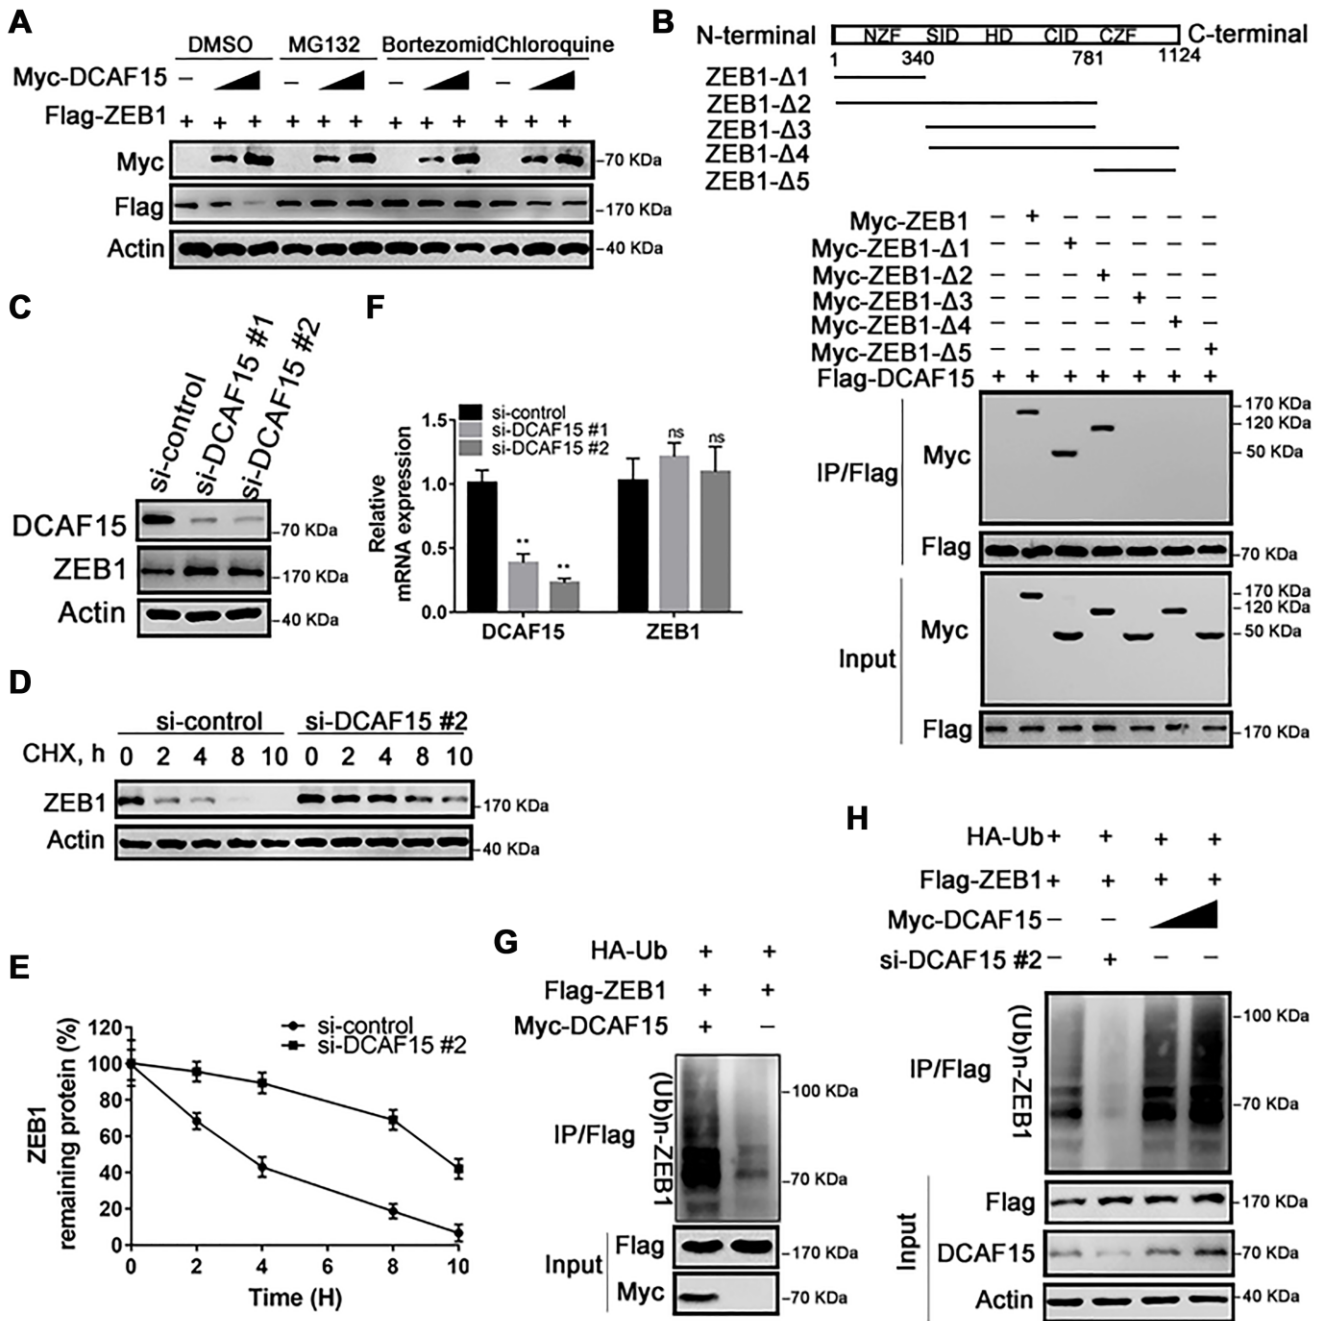 A
DMSO MG132 Bortezomid Chloroquine
Myc-DCAF15 – – – –
Flag-ZEB1 + + + + + + + + + + + +
Myc -70 KDa
Flag -170 KDa
Actin -40 KDa
B
N-terminal NZF SID HD CID CZF C-terminal
1 340 781 1124
ZEB1-Δ1
ZEB1-Δ2
ZEB1-Δ3
ZEB1-Δ4
ZEB1-Δ5
Myc-ZEB1 – + – – – – –
Myc-ZEB1-Δ1 – – + – – – –
Myc-ZEB1-Δ2 – – – + – – –
Myc-ZEB1-Δ3 – – – – + – –
Myc-ZEB1-Δ4 – – – – – + –
Myc-ZEB1-Δ5 – – – – – – +
Flag-DCAF15 + + + + + + +
IP/Flag
Myc
-170 KDa
-120 KDa
-50 KDa
Flag -70 KDa
Input
Myc
-170 KDa
-120 KDa
-50 KDa
Flag -170 KDa
C
si-control
si-DCAF15 #1
si-DCAF15 #2
DCAF15 -70 KDa
ZEB1 -170 KDa
Actin -40 KDa
F
si-control
si-DCAF15 #1
si-DCAF15 #2
Relative
mRNA expression
1.5
1.0
0.5
0.0
** **
ns ns
DCAF15 ZEB1
D
si-control si-DCAF15 #2
CHX, h 0 2 4 8 10 0 2 4 8 10
ZEB1 -170 KDa
Actin -40 KDa
E
ZEB1
remaining protein (%)
si-control
si-DCAF15 #2
120
100
80
60
40
20
0
0 2 4 6 8 10
Time (H)
G
HA-Ub + +
Flag-ZEB1 + +
Myc-DCAF15 + –
IP/Flag
(Ub)n-ZEB1
-100 KDa
-70 KDa
Input
Flag -170 KDa
Myc -70 KDa
H
HA-Ub + + + +
Flag-ZEB1 + + + +
Myc-DCAF15 – –
si-DCAF15 #2 – + – –
IP/Flag
(Ub)n-ZEB1
-100 KDa
-70 KDa
Input
Flag -170 KDa
DCAF15 -70 KDa
Actin -40 KDa